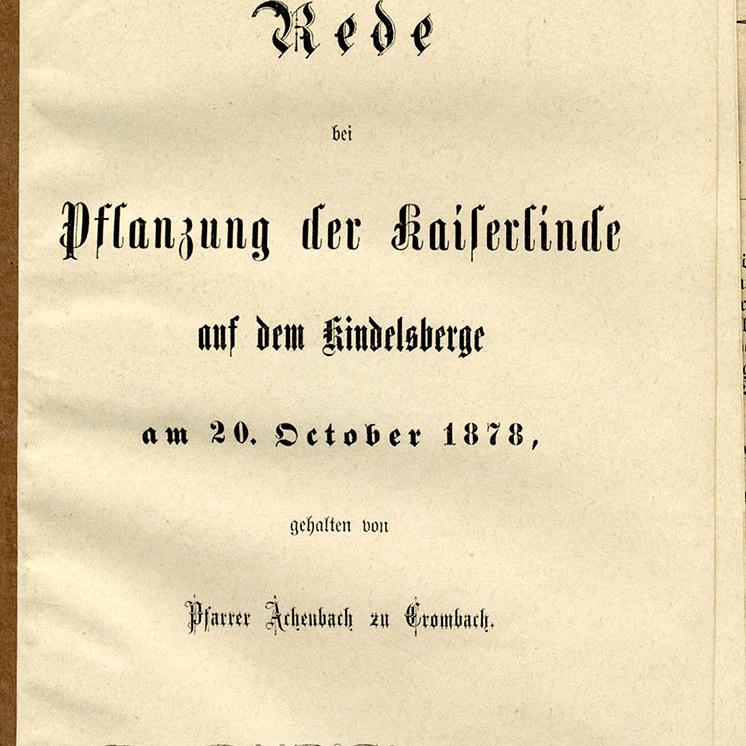 Rede
bei
Pflanzung der Kaiserlinde
auf dem Kindelsberge
am 20. October 1878,
gehalten von
Pfarrer Achenbach zu Crombach.